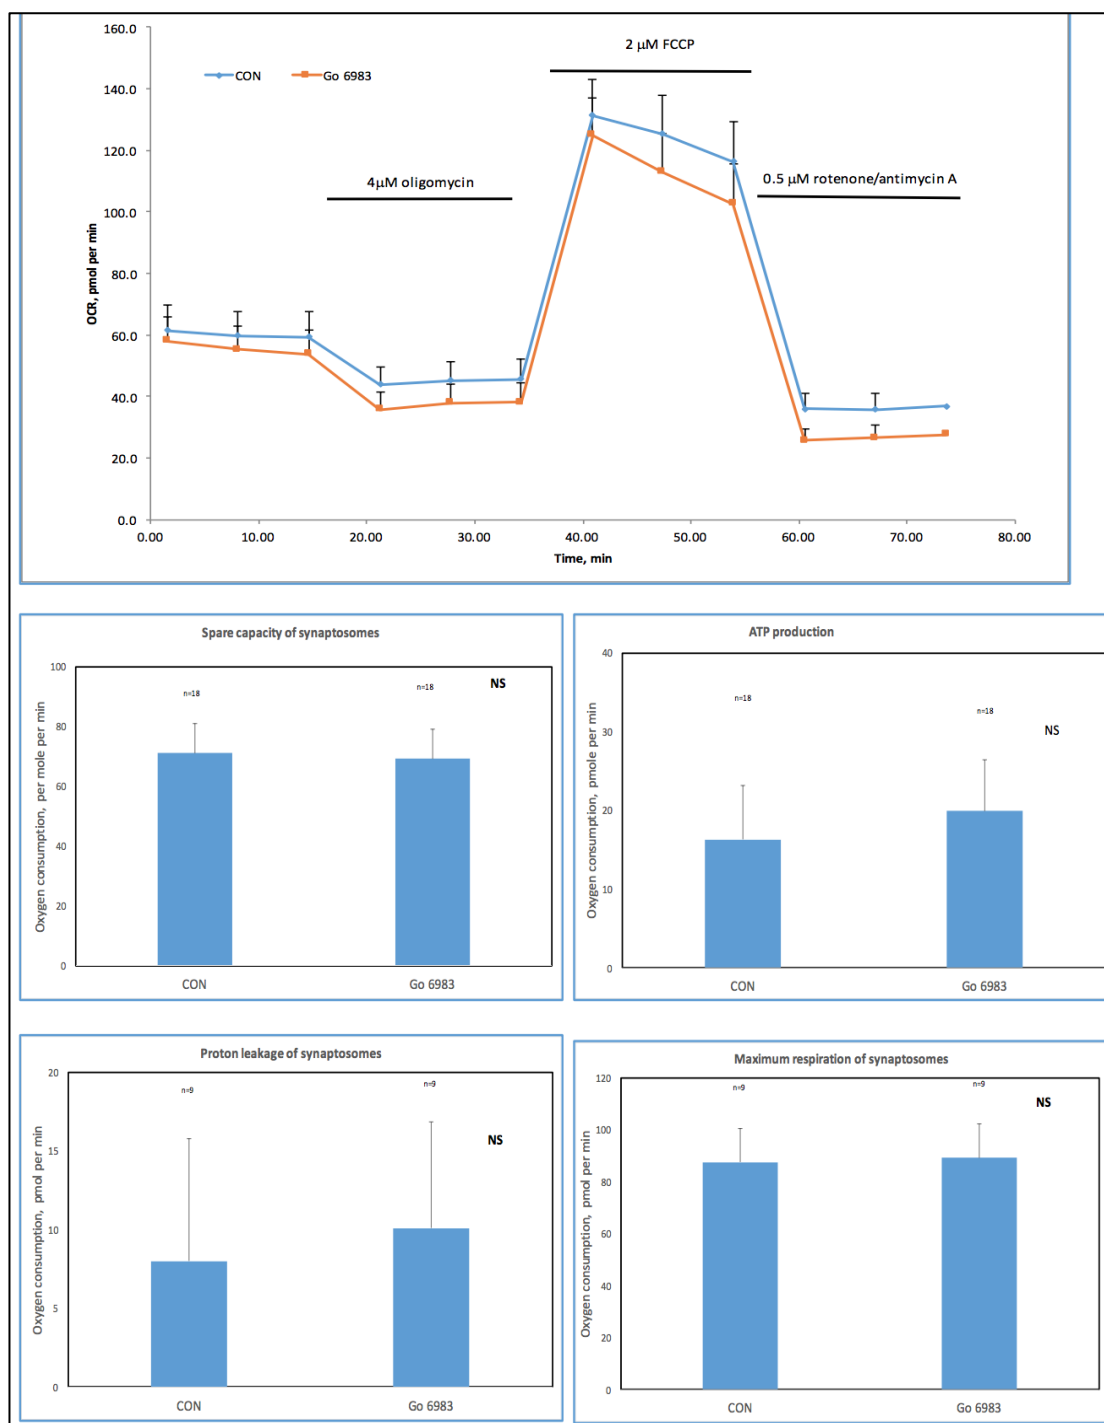 160.0
2 μM FCCP
CON
Go 6983
140.0
120.0
4μM oligomycin
0.5 μM rotenone/antimycin A
100.0
80.0
60.0
40.0
20.0
0.0
OCR, pmol per min
0.00 10.00 20.00 30.00 40.00 50.00 60.00 70.00 80.00
Time, min
Spare capacity of synaptosomes
100
80
60
40
20
0
Oxygen consumption, per mole per min
n=18
n=18
NS
CON Go 6983
ATP production
40
30
20
10
0
Oxygen consumption, pmole per min
n=18
n=18
NS
CON Go 6983
Proton leakage of synaptosomes
20
15
10
5
0
Oxygen consumption, pmol per min
n=9
n=9
NS
CON Go 6983
Maximum respiration of synaptosomes
120
100
80
60
40
20
0
Oxygen consumption, pmol per min
n=9
n=9
NS
CON Go 6983